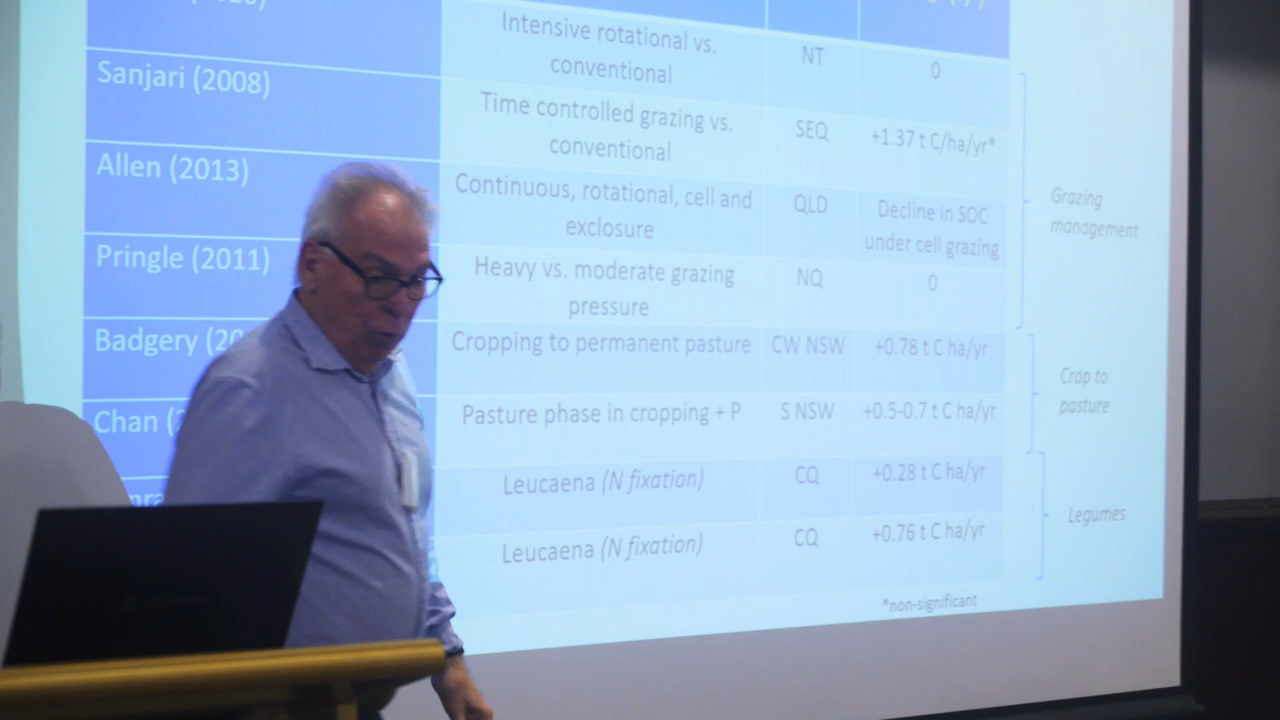 Intensive rotational vs.
conventional
NT
0
Sanjari (2008)
Time controlled grazing vs.
conventional
SEQ
+1.37 t C/ha/yr*
Allen (2013)
Continuous, rotational, cell and
exclosure
QLD
Decline in SOC
under cell grazing
Grazing
management
Pringle (2011)
Heavy vs. moderate grazing
pressure
NQ
0
Badgery
Cropping to permanent pasture
CW NSW
+0.78 t C ha/yr
Chan
Pasture phase in cropping + P
S NSW
+0.5-0.7 t C ha/yr
Crop to
pasture
Leucaena (N fixation)
CQ
+0.28 t C ha/yr
Leucaena (N fixation)
CQ
+0.76 t C ha/yr
Legumes
*non-significant